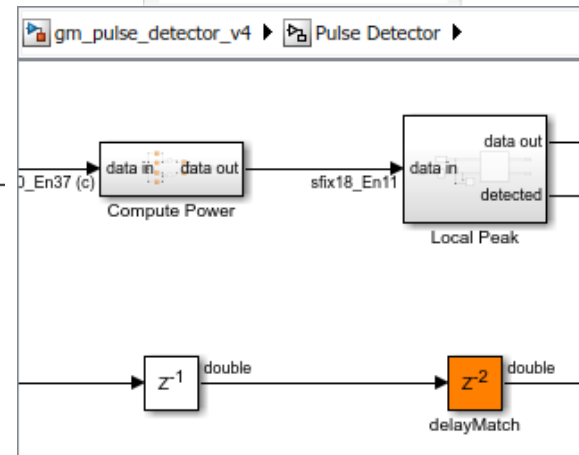 gm_pulse_detector_v4 Pulse Detector
data in data out
0_En37 (c)
Compute Power
sfix18_En11
data in
data out
detected
Local Peak
Z-1
double
Z-2
double
delayMatch